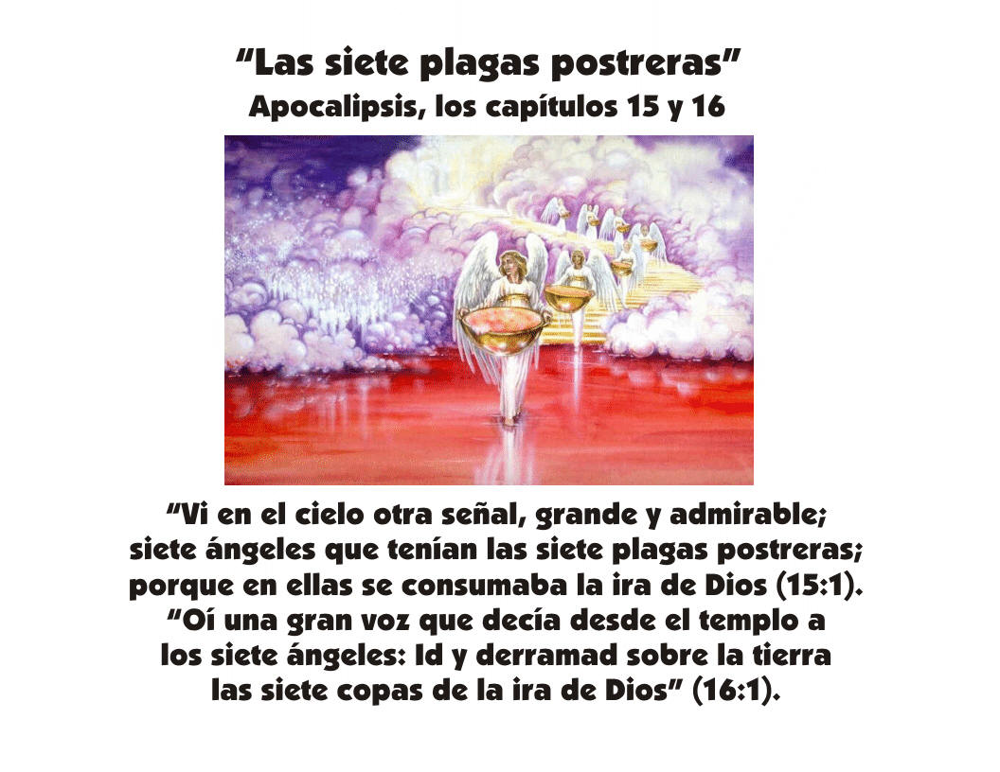 “Las siete plagas postreras”
Apocalipsis, los capítulos 15 y 16
“Vi en el cielo otra señal, grande y admirable;
siete ángeles que tenían las siete plagas postreras;
porque en ellas se consumaba la ira de Dios (15:1).
“Oí una gran voz que decía desde el templo a
los siete ángeles: Id y derramad sobre la tierra
las siete copas de la ira de Dios” (16:1).